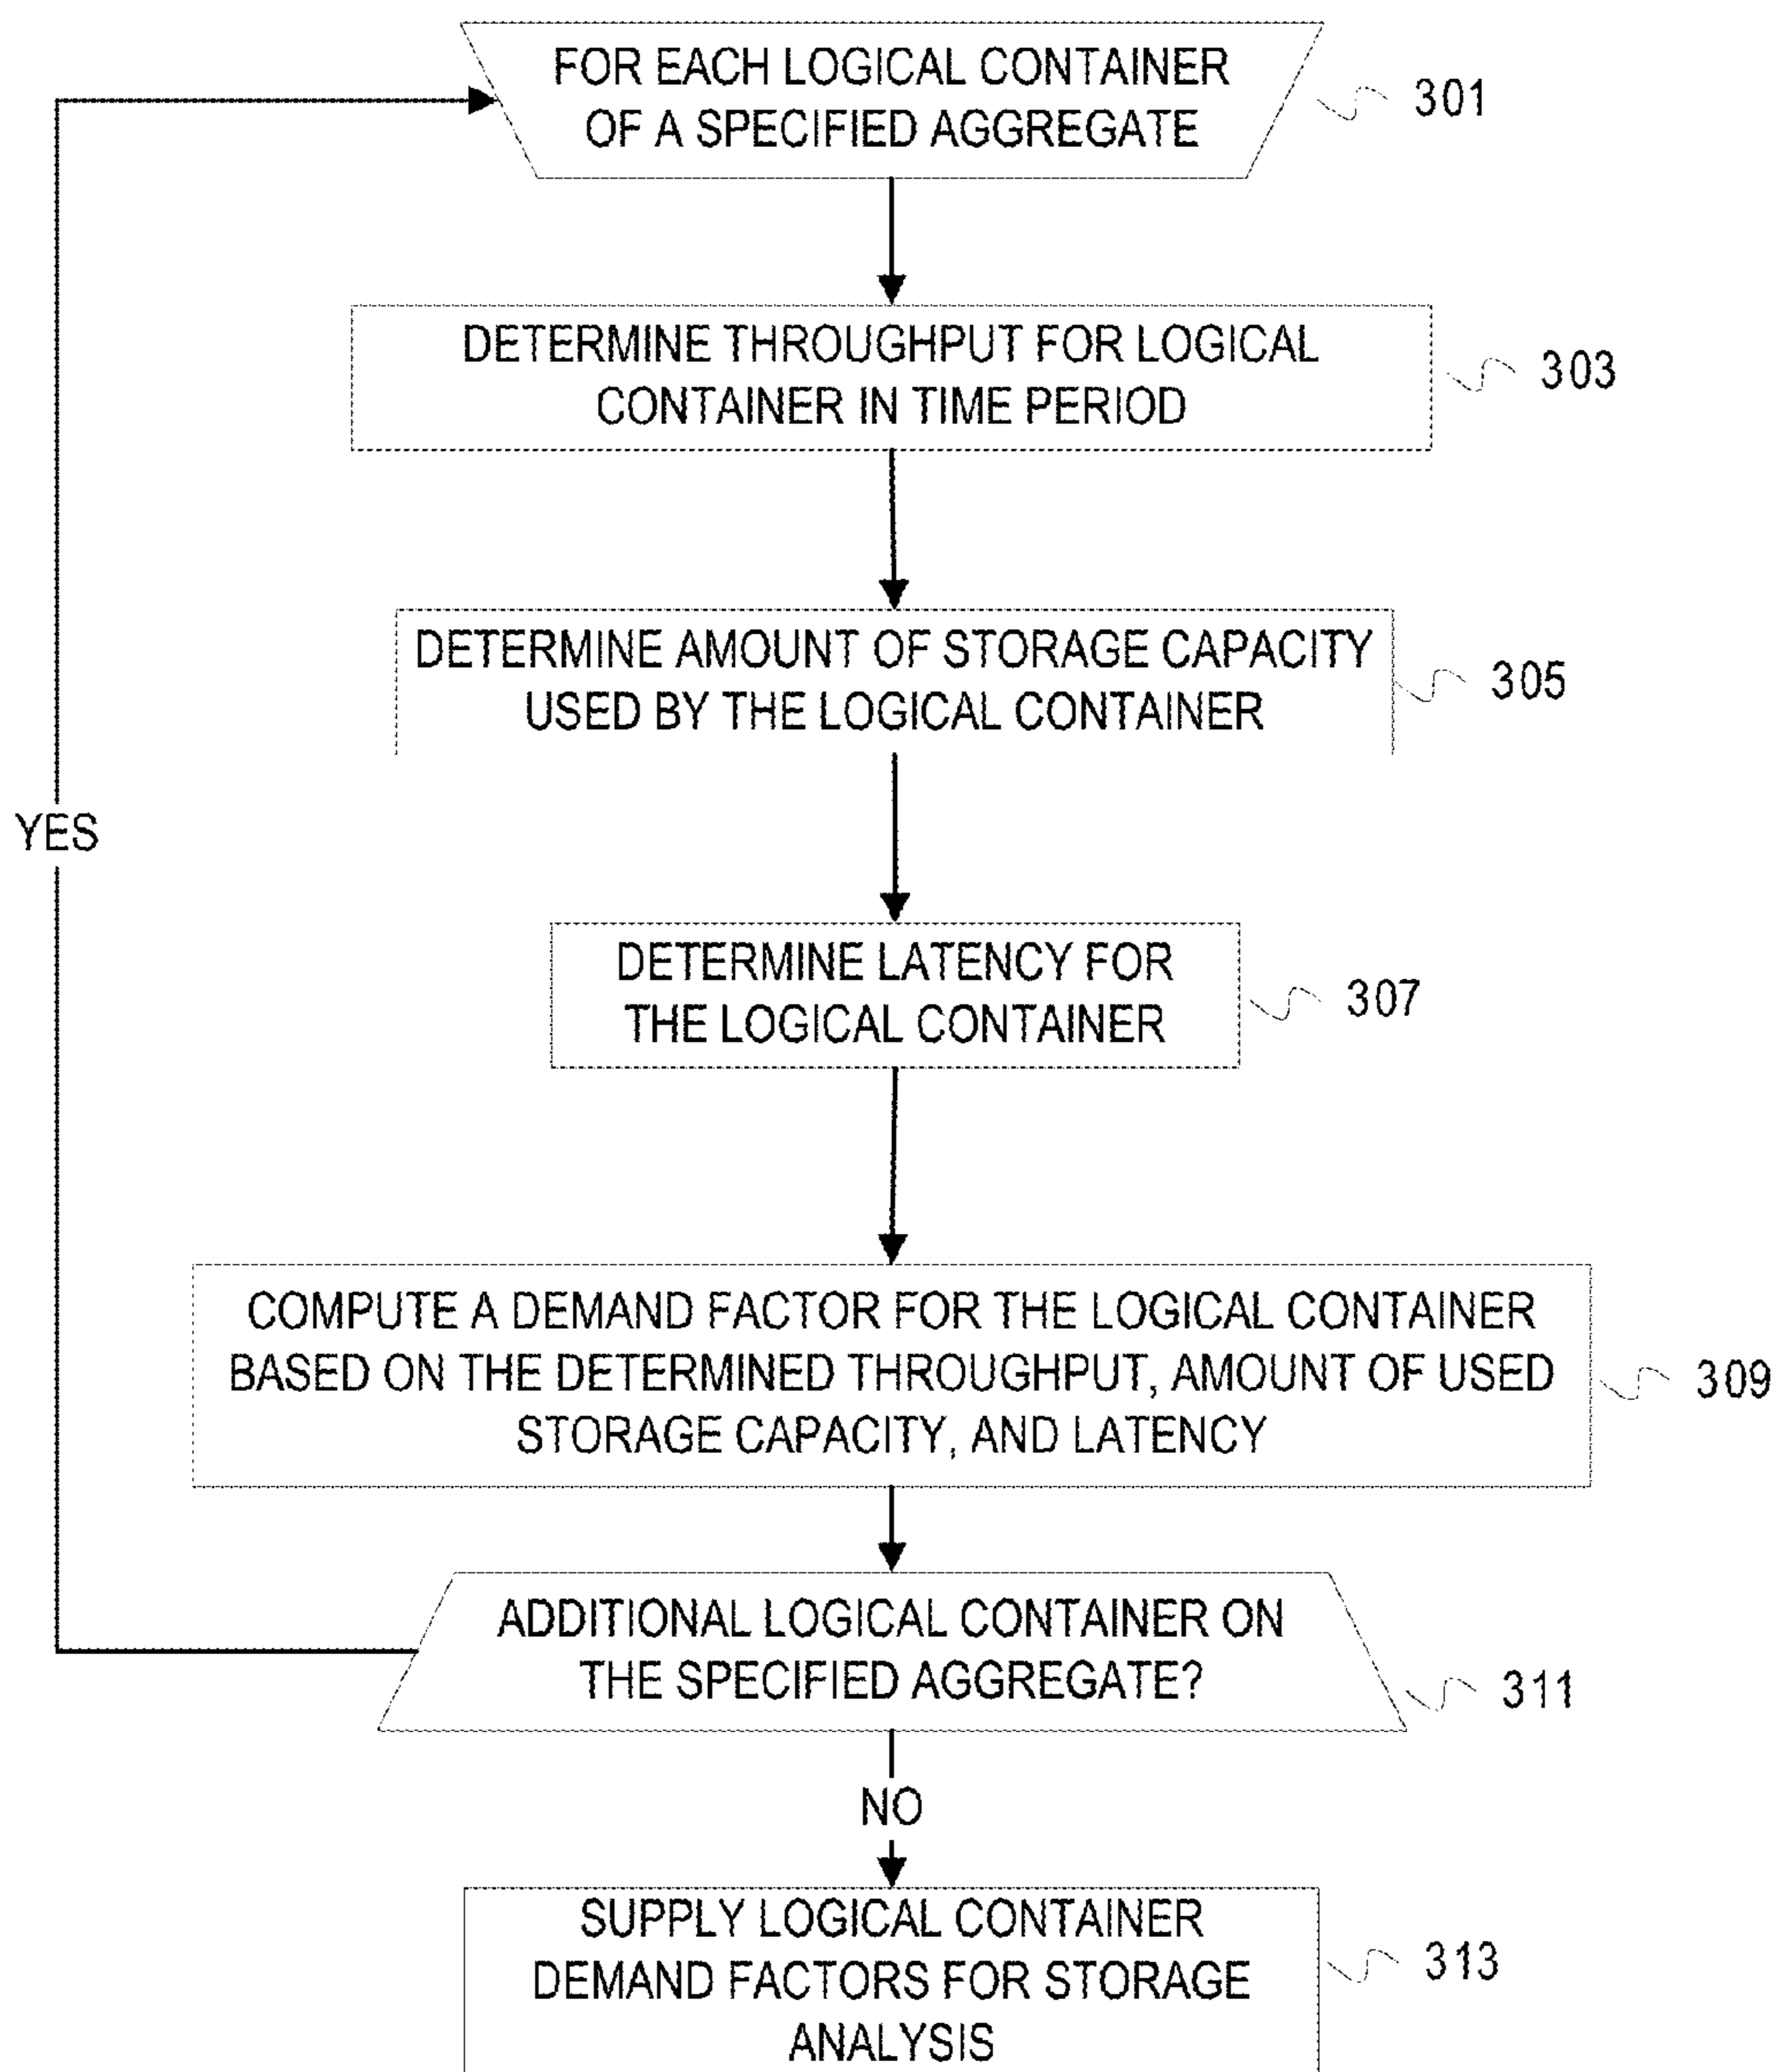 FOR EACH LOGICAL CONTAINER
OF A SPECIFIED AGGREGATE
301
DETERMINE THROUGHPUT FOR LOGICAL
CONTAINER IN TIME PERIOD
303
DETERMINE AMOUNT OF STORAGE CAPACITY
USED BY THE LOGICAL CONTAINER
305
YES
DETERMINE LATENCY FOR
THE LOGICAL CONTAINER
307
COMPUTE A DEMAND FACTOR FOR THE LOGICAL CONTAINER
BASED ON THE DETERMINED THROUGHPUT, AMOUNT OF USED
STORAGE CAPACITY, AND LATENCY
309
ADDITIONAL LOGICAL CONTAINER ON
THE SPECIFIED AGGREGATE?
311
NO
SUPPLY LOGICAL CONTAINER
DEMAND FACTORS FOR STORAGE
ANALYSIS
313